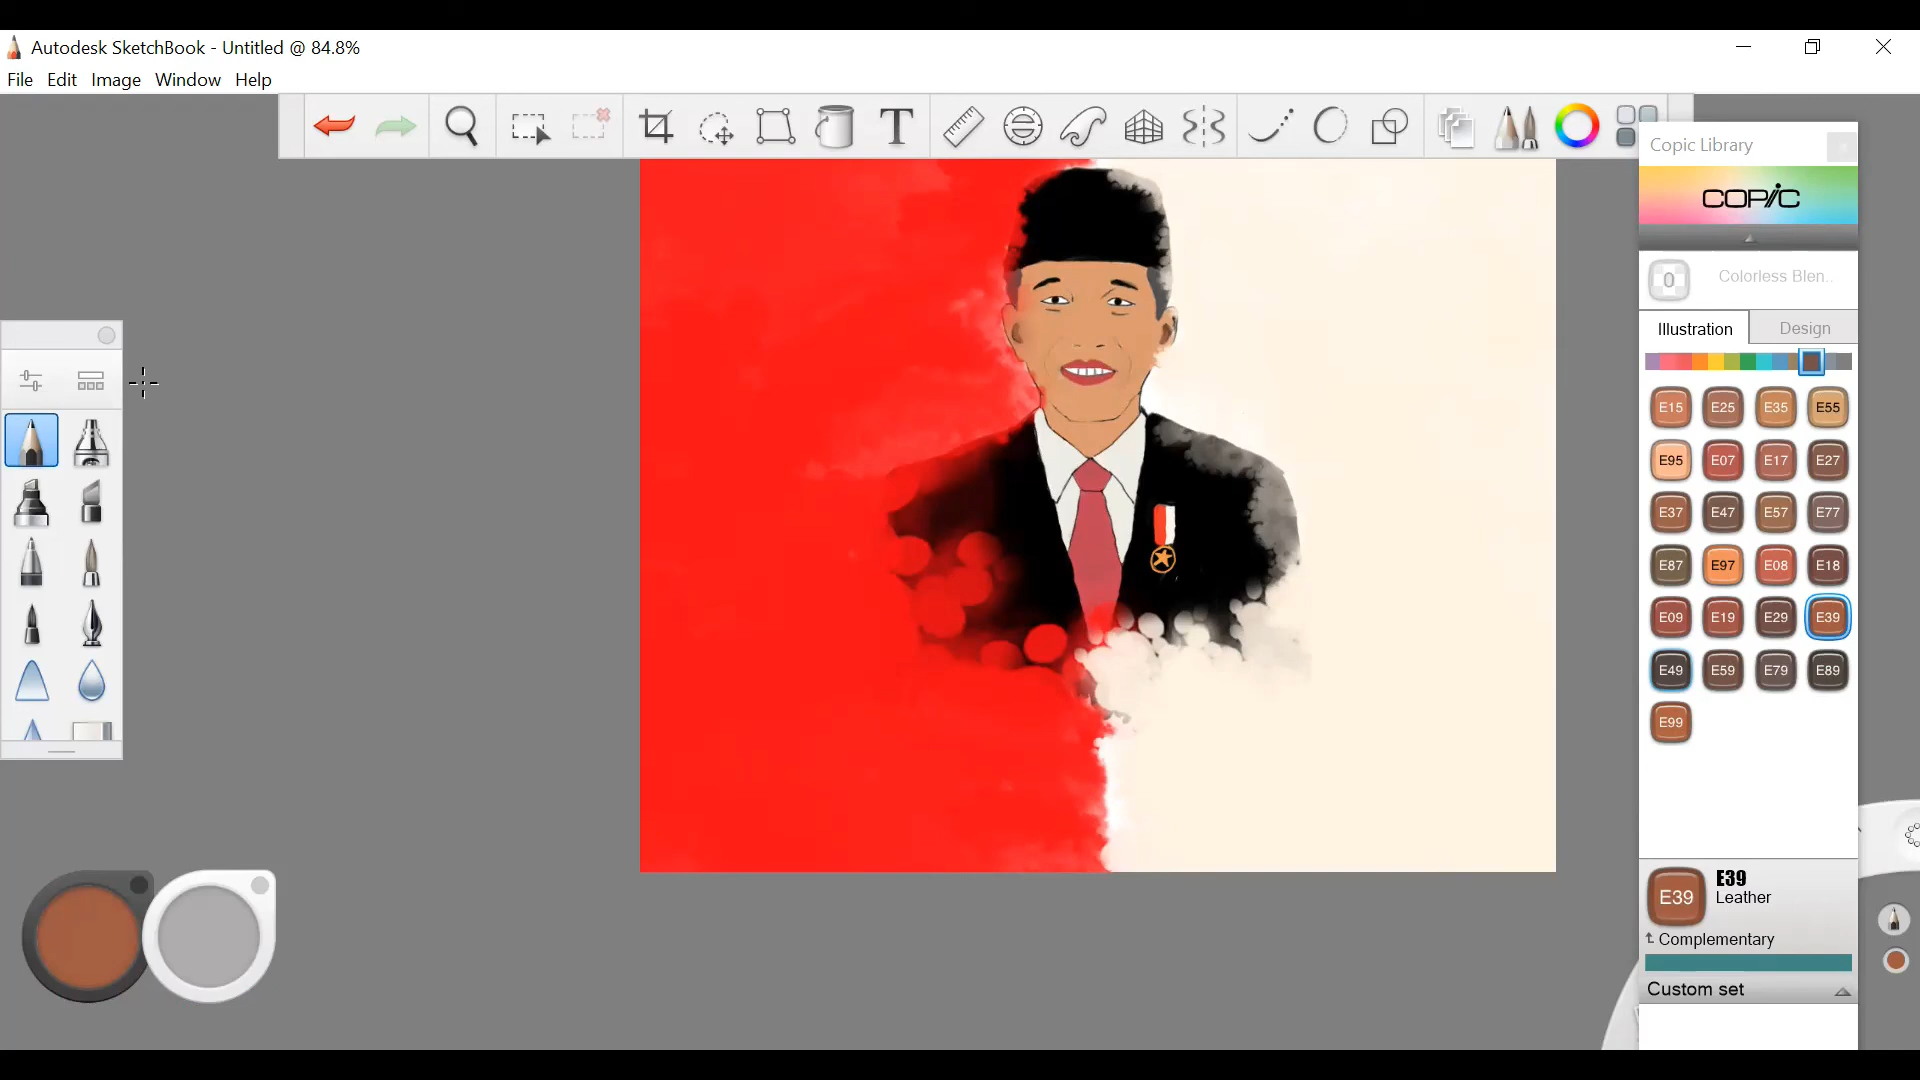 Autodesk SketchBook - Untitled @ 84.8%
File Edit Image Window Help
T
Copic Library
COPIC
0 Colorless Blen..
Illustration Design
E15 E25 E35 E55
E95 E07 E17 E27
E37 E47 E57 E77
E87 E97 E08 E18
E09 E19 E29 E39
E49 E59 E79 E89
E99
E39
E39
Leather
Complementary
Custom set